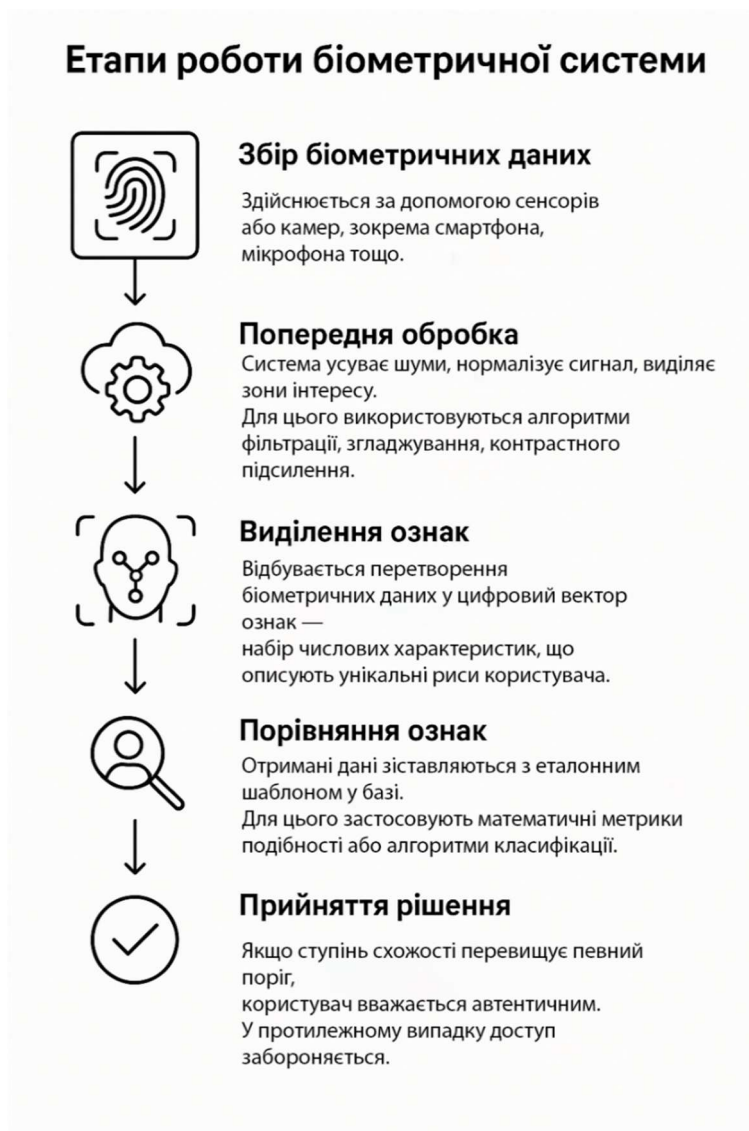 Етапи роботи біометричної системи
Збір біометричних даних
Здійснюється за допомогою сенсорів
або камер, зокрема смартфона,
мікрофона тощо.
Попередня обробка
Система усуває шуми, нормалізує сигнал, виділяє
зони інтересу.
Для цього використовуються алгоритми
фільтрації, згладжування, контрастного
підсилення.
Виділення ознак
Відбувається перетворення
біометричних даних у цифровий вектор
ознак —
набір числових характеристик, що
описують унікальні риси користувача.
Порівняння ознак
Отримані дані зіставляються з еталонним
шаблоном у базі.
Для цього застосовують математичні метрики
подібності або алгоритми класифікації.
Прийняття рішення
Якщо ступінь схожості перевищує певний
поріг,
користувач вважається автентичним.
У протилежному випадку доступ
забороняється.